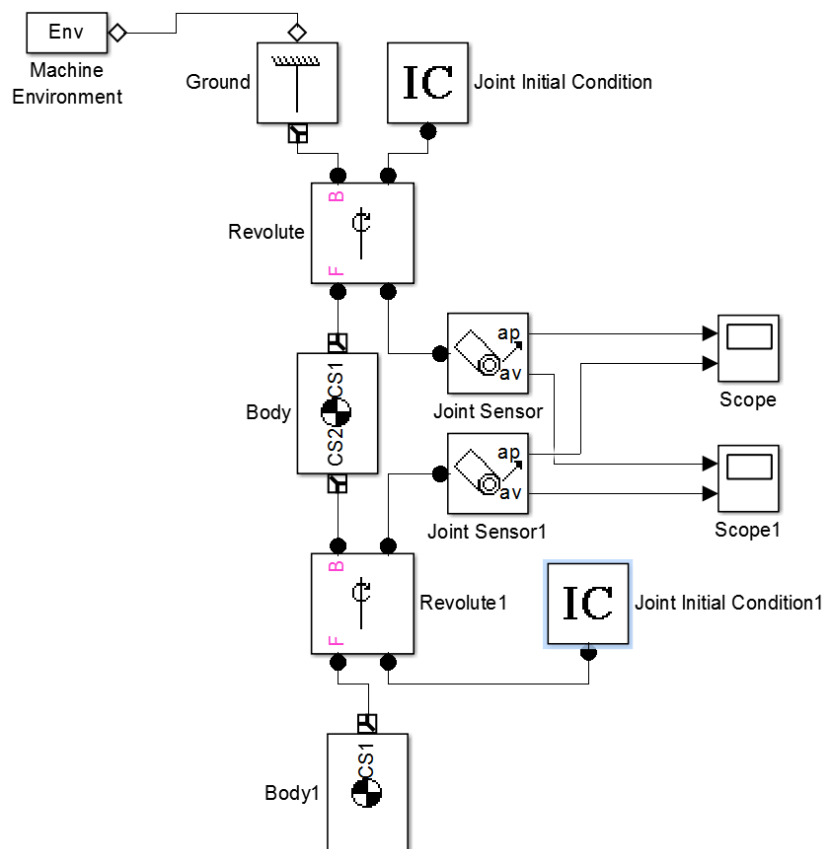 Env
Machine
Environment
Ground
IC
Joint Initial Condition
B
Revolute
F
ap
av
Joint Sensor
Scope
CS1
Body
CS2
ap
av
Joint Sensor1
Scope1
B
Revolute1
F
IC
Joint Initial Condition1
CS1
Body1